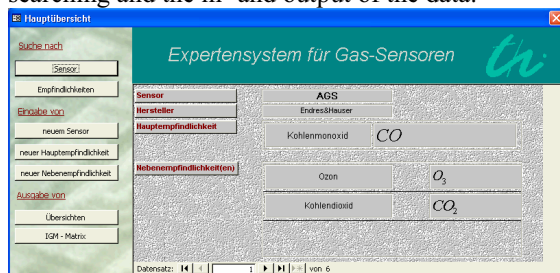 searching and the in- and output of the data.
Hauptübersicht
Suche nach
Sensor
Empfindlichkeiten
Eingabe von
neuem Sensor
neuer Hauptempfindlichkeit
neuer Nebenempfindlichkeit
Ausgabe von
Übersichten
IGM - Matrix
Expertensystem für Gas-Sensoren
th
Sensor AGS
Hersteller Endres&Hauser
Hauptempfindlichkeit
Kohlenmonoxid CO
Nebenempfindlichkeit(en)
Ozon O₃
Kohlendioxid CO₂
Datensatz: 1 von 6